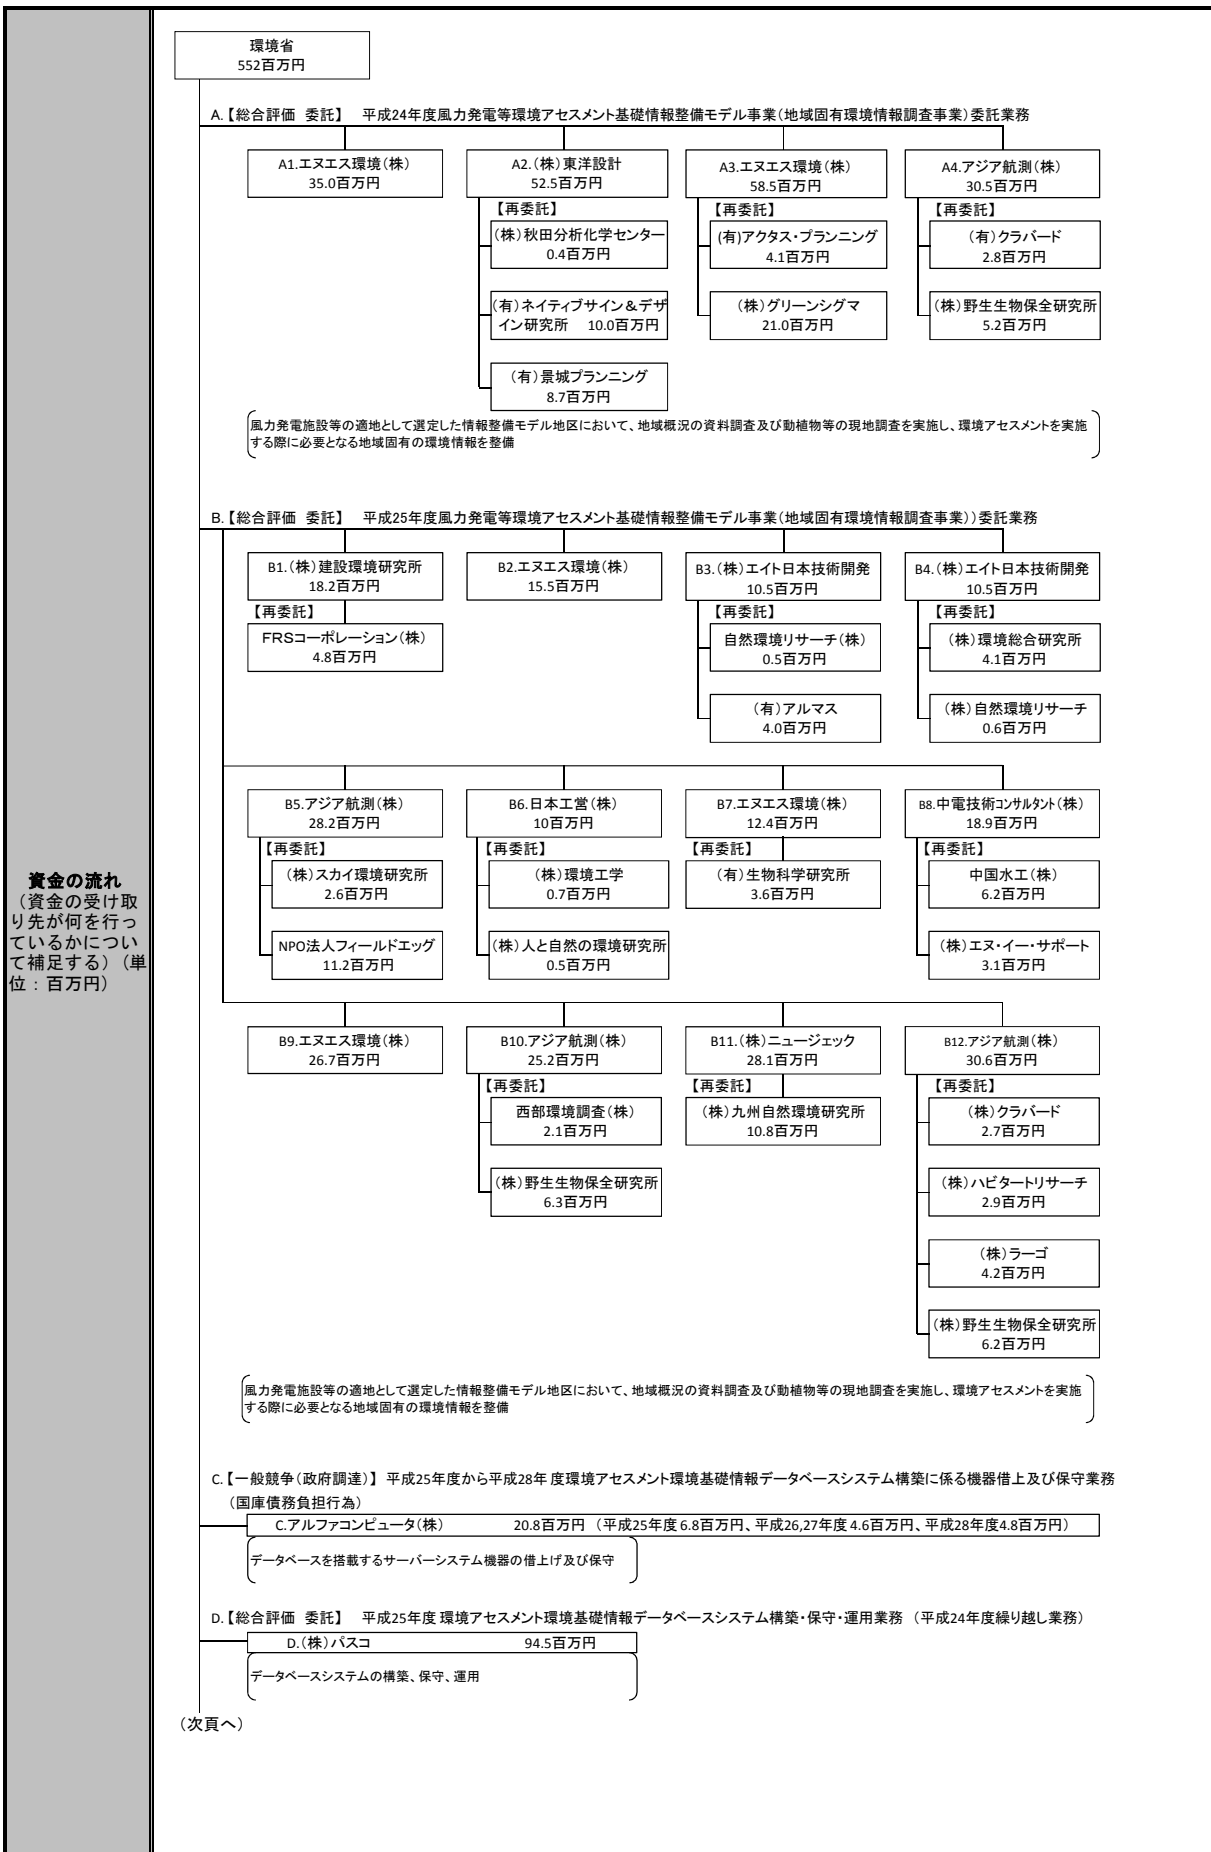 資金の流れ
（資金の受け取
り先が何を行っ
ているかについ
て補足する）（単
位：百万円）
環境省
552百万円
A.【総合評価 委託】 平成24年度風力発電等環境アセスメント基礎情報整備モデル事業（地域固有環境情報調査事業）委託業務
A1.エヌエス環境（株）
35.0百万円
A2.（株）東洋設計
52.5百万円
A3.エヌエス環境（株）
58.5百万円
A4.アジア航測（株）
30.5百万円
【再委託】
（株）秋田分析化学センター
0.4百万円
（有）ネイティブサイン＆デザ
イン研究所 10.0百万円
（有）景城プランニング
8.7百万円
【再委託】
(有)アクタス・プランニング
4.1百万円
（株）グリーンシグマ
21.0百万円
【再委託】
（有）クラバード
2.8百万円
（株）野生生物保全研究所
5.2百万円
風力発電施設等の適地として選定した情報整備モデル地区において、地域概況の資料調査及び動植物等の現地調査を実施し、環境アセスメントを実施
する際に必要となる地域固有の環境情報を整備
B.【総合評価 委託】 平成25年度風力発電等環境アセスメント基礎情報整備モデル事業（地域固有環境情報調査事業））委託業務
B1.（株）建設環境研究所
18.2百万円
【再委託】
FRSコーポレーション（株）
4.8百万円
B2.エヌエス環境（株）
15.5百万円
B3.（株）エイト日本技術開発
10.5百万円
【再委託】
自然環境リサーチ（株）
0.5百万円
（有）アルマス
4.0百万円
B4.（株）エイト日本技術開発
10.5百万円
【再委託】
（株）環境総合研究所
4.1百万円
（株）自然環境リサーチ
0.6百万円
B5.アジア航測（株）
28.2百万円
【再委託】
（株）スカイ環境研究所
2.6百万円
NPO法人フィールドエッグ
11.2百万円
B6.日本工営（株）
10百万円
【再委託】
（株）環境工学
0.7百万円
（株）人と自然の環境研究所
0.5百万円
B7.エヌエス環境（株）
12.4百万円
【再委託】
（有）生物科学研究所
3.6百万円
B8.中電技術コンサルタント（株）
18.9百万円
【再委託】
中国水工（株）
6.2百万円
（株）エヌ・イー・サポート
3.1百万円
B9.エヌエス環境（株）
26.7百万円
B10.アジア航測（株）
25.2百万円
【再委託】
西部環境調査（株）
2.1百万円
（株）野生生物保全研究所
6.3百万円
B11.（株）ニュージェック
28.1百万円
【再委託】
（株）九州自然環境研究所
10.8百万円
B12.アジア航測（株）
30.6百万円
【再委託】
（株）クラバード
2.7百万円
（株）ハビタートリサーチ
2.9百万円
（株）ラーゴ
4.2百万円
（株）野生生物保全研究所
6.2百万円
風力発電施設等の適地として選定した情報整備モデル地区において、地域概況の資料調査及び動植物等の現地調査を実施し、環境アセスメントを実施
する際に必要となる地域固有の環境情報を整備
C.【一般競争（政府調達）】 平成25年度から平成28年 度環境アセスメント環境基礎情報データベースシステム構築に係る機器借上及び保守業務
（国庫債務負担行為）
C.アルファコンピュータ（株） 20.8百万円 （平成25年度 6.8百万円、平成26,27年度 4.6百万円、平成28年度4.8百万円）
データベースを搭載するサーバーシステム機器の借上げ及び保守
D.【総合評価 委託】 平成25年度 環境アセスメント環境基礎情報データベースシステム構築・保守・運用業務 （平成24年度繰り越し業務）
D.（株）パスコ 94.5百万円
データベースシステムの構築、保守、運用
（次頁へ）